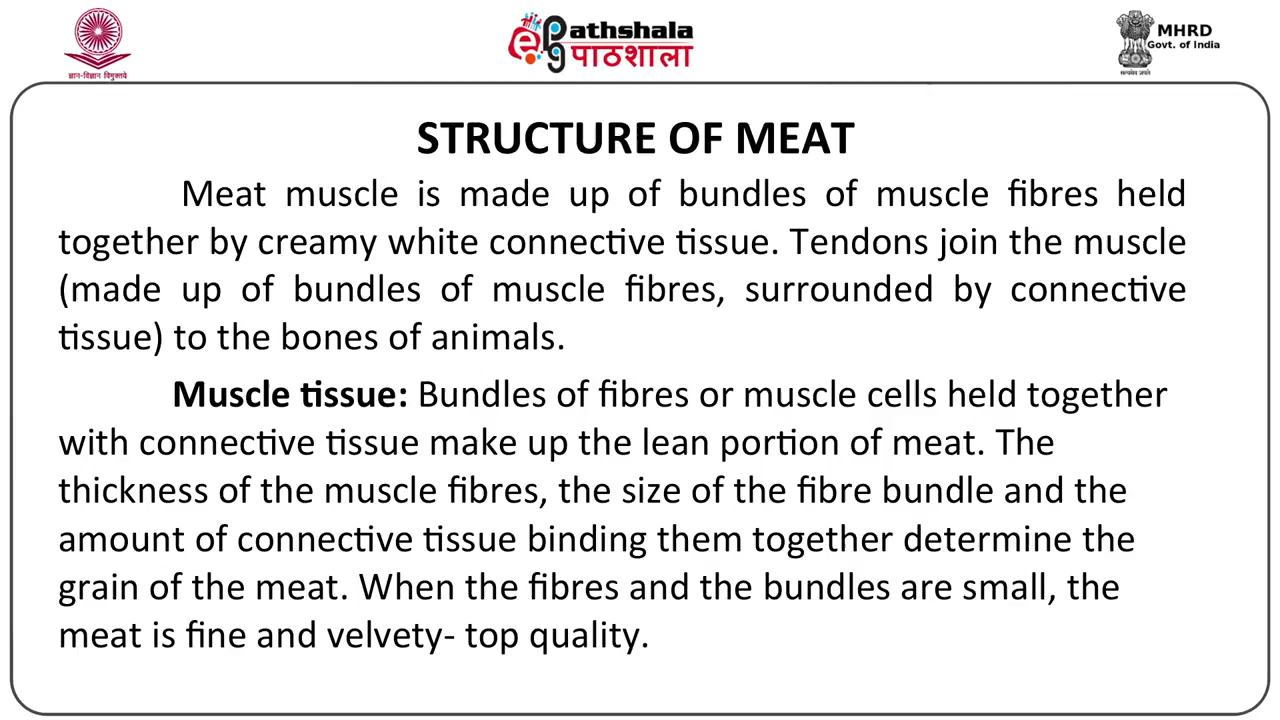 ज्ञान-विज्ञान विमुक्तये
Pathshala
पाठशाला
MHRD
Govt. of India
सत्यमेव जयते
STRUCTURE OF MEAT
Meat muscle is made up of bundles of muscle fibres held
together by creamy white connective tissue. Tendons join the muscle
(made up of bundles of muscle fibres, surrounded by connective
tissue) to the bones of animals.
Muscle tissue: Bundles of fibres or muscle cells held together
with connective tissue make up the lean portion of meat. The
thickness of the muscle fibres, the size of the fibre bundle and the
amount of connective tissue binding them together determine the
grain of the meat. When the fibres and the bundles are small, the
meat is fine and velvety- top quality.